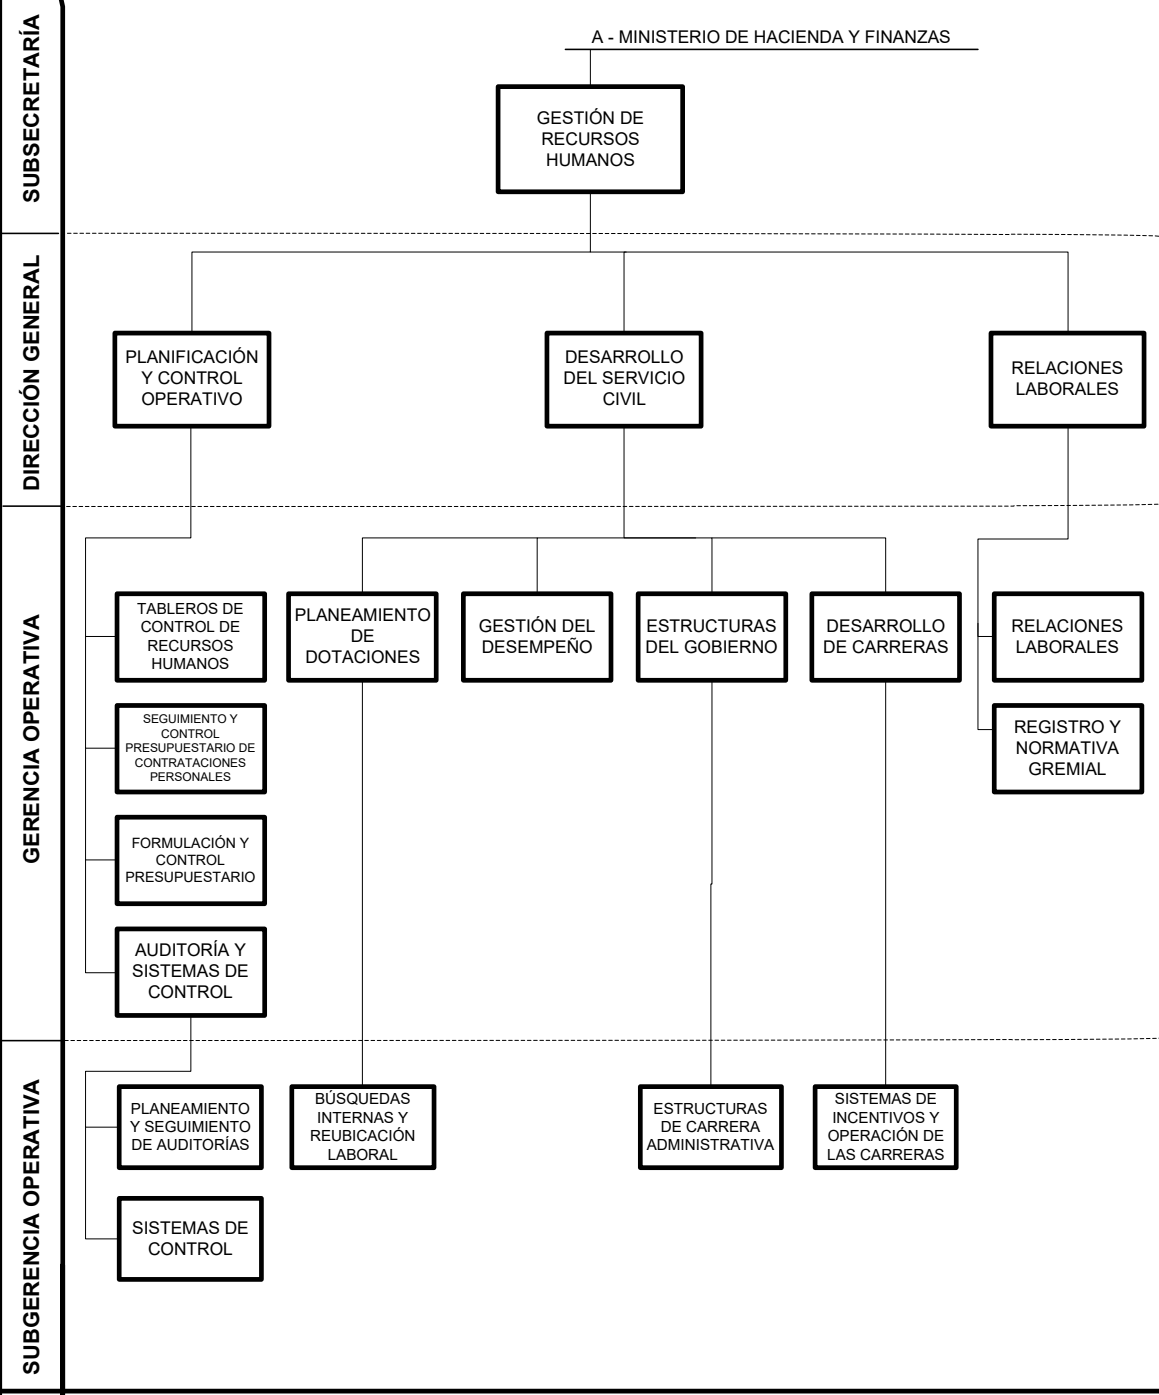 SUBSECRETARÍA
A - MINISTERIO DE HACIENDA Y FINANZAS
GESTIÓN DE
RECURSOS
HUMANOS
DIRECCIÓN GENERAL
PLANIFICACIÓN
Y CONTROL
OPERATIVO
DESARROLLO
DEL SERVICIO
CIVIL
RELACIONES
LABORALES
GERENCIA OPERATIVA
TABLEROS DE
CONTROL DE
RECURSOS
HUMANOS
PLANEAMIENTO
DE
DOTACIONES
GESTIÓN DEL
DESEMPEÑO
ESTRUCTURAS
DEL GOBIERNO
DESARROLLO
DE CARRERAS
RELACIONES
LABORALES
SEGUIMIENTO Y
CONTROL
PRESUPUESTARIO DE
CONTRATACIONES
PERSONALES
REGISTRO Y
NORMATIVA
GREMIAL
FORMULACIÓN Y
CONTROL
PRESUPUESTARIO
AUDITORÍA Y
SISTEMAS DE
CONTROL
SUBGERENCIA OPERATIVA
PLANEAMIENTO
Y SEGUIMIENTO
DE AUDITORÍAS
BÚSQUEDAS
INTERNAS Y
REUBICACIÓN
LABORAL
ESTRUCTURAS
DE CARRERA
ADMINISTRATIVA
SISTEMAS DE
INCENTIVOS Y
OPERACIÓN DE
LAS CARRERAS
SISTEMAS DE
CONTROL